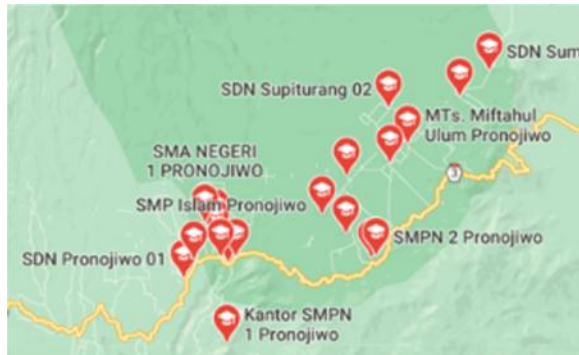 SDN Sum
SDN Supiturang 02
MTs. Miftahul
Ulum Pronojiwo
SMA NEGERI
1 PRONOJIWO
3
SMP Islam Pronojiwo
SMPN 2 Pronojiwo
SDN Pronojiwo 01
Kantor SMPN
1 Pronojiwo